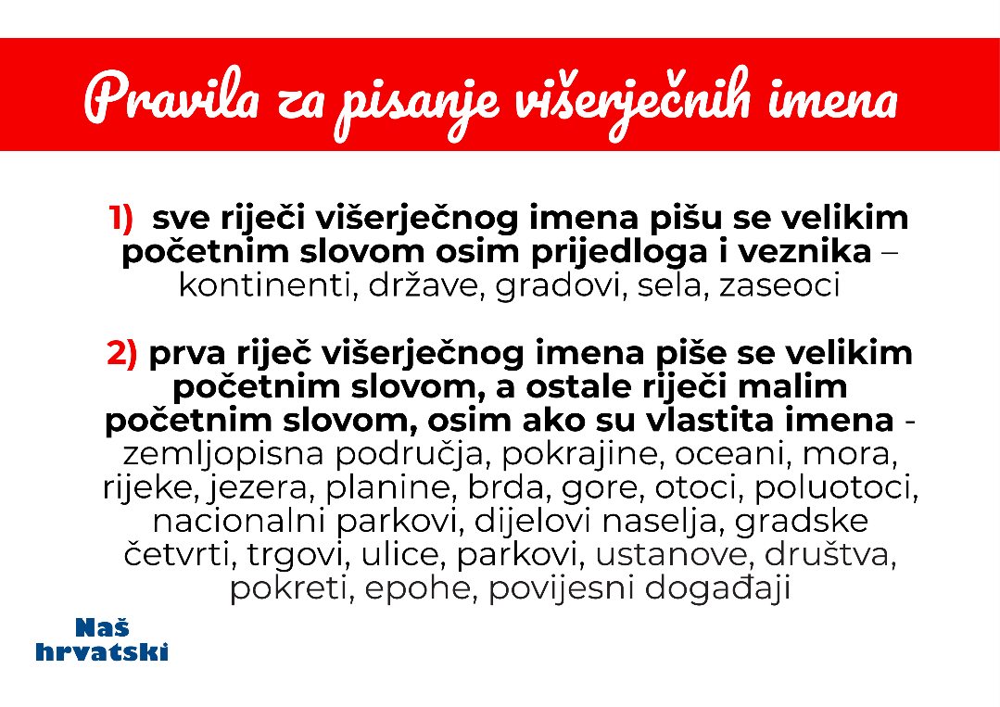 Pravila za pisanje višerječnih imena
1) sve riječi višerječnog imena pišu se velikim
početnim slovom osim prijedloga i veznika –
kontinenti, države, gradovi, sela, zaseoci
2) prva riječ višerječnog imena piše se velikim
početnim slovom, a ostale riječi malim
početnim slovom, osim ako su vlastita imena -
zemljopisna područja, pokrajine, oceani, mora,
rijeke, jezera, planine, brda, gore, otoci, poluotoci,
nacionalni parkovi, dijelovi naselja, gradske
četvrti, trgovi, ulice, parkovi, ustanove, društva,
pokreti, epohe, povijesni događaji
Naš
hrvatski